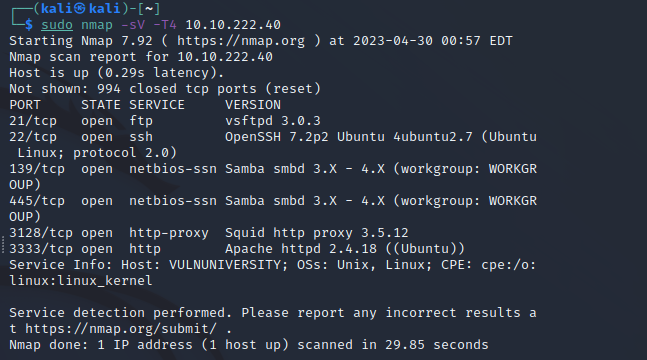 ┌──(kali㉿kali)-[~]
└─$ sudo nmap -sV -T4 10.10.222.40
Starting Nmap 7.92 ( https://nmap.org ) at 2023-04-30 00:57 EDT
Nmap scan report for 10.10.222.40
Host is up (0.29s latency).
Not shown: 994 closed tcp ports (reset)
PORT     STATE SERVICE     VERSION
21/tcp   open  ftp         vsftpd 3.0.3
22/tcp   open  ssh         OpenSSH 7.2p2 Ubuntu 4ubuntu2.7 (Ubuntu
 Linux; protocol 2.0)
139/tcp  open  netbios-ssn Samba smbd 3.X - 4.X (workgroup: WORKGR
OUP)
445/tcp  open  netbios-ssn Samba smbd 3.X - 4.X (workgroup: WORKGR
OUP)
3128/tcp open  http-proxy  Squid http proxy 3.5.12
3333/tcp open  http        Apache httpd 2.4.18 ((Ubuntu))
Service Info: Host: VULNUNIVERSITY; OSs: Unix, Linux; CPE: cpe:/o:
linux:linux_kernel

Service detection performed. Please report any incorrect results a
t https://nmap.org/submit/ .
Nmap done: 1 IP address (1 host up) scanned in 29.85 seconds